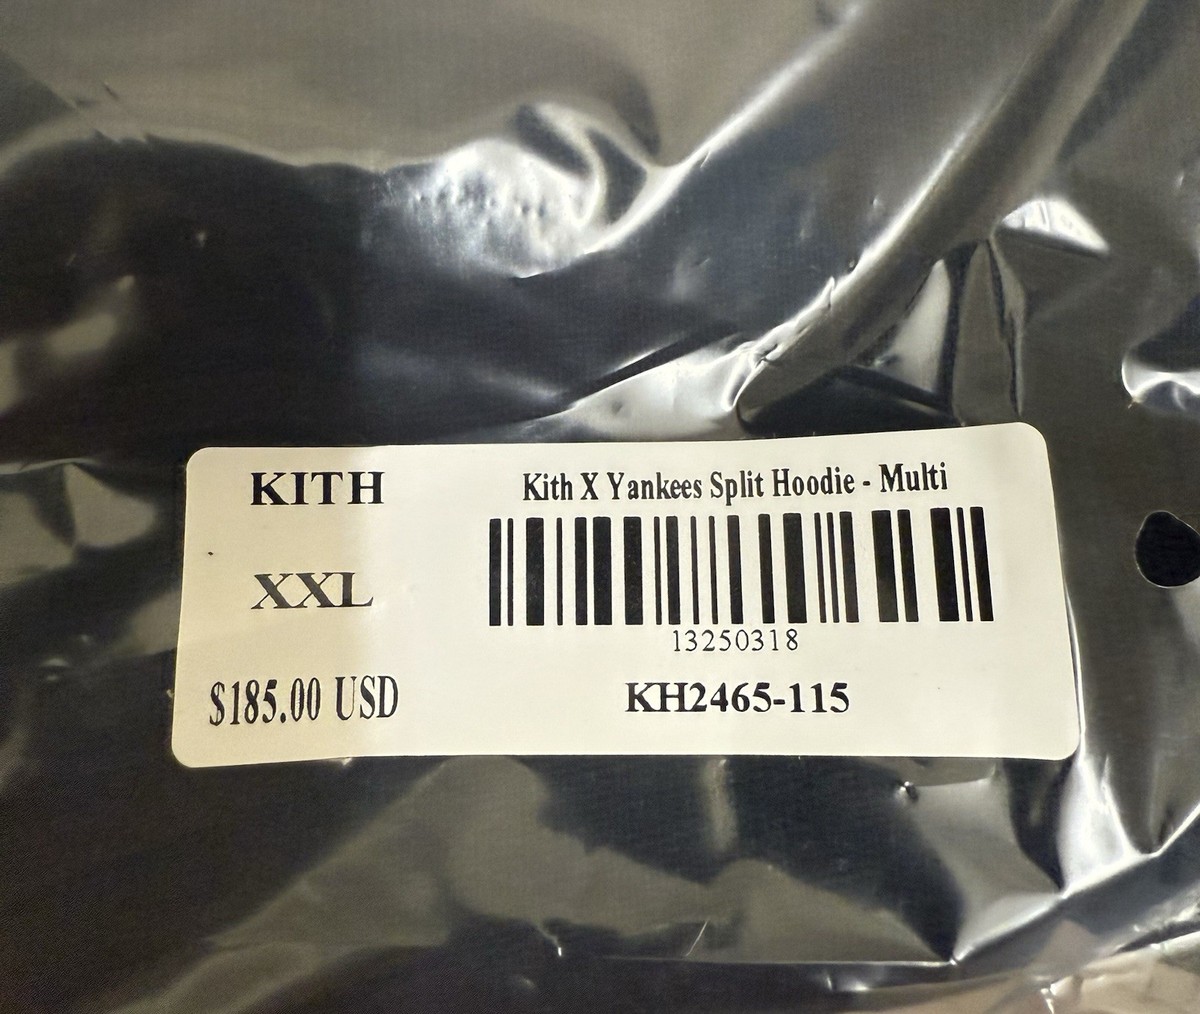 KITH
Kith X Yankees Split Hoodie - Multi
XXL
13250318
$185.00 USD
KH2465-115